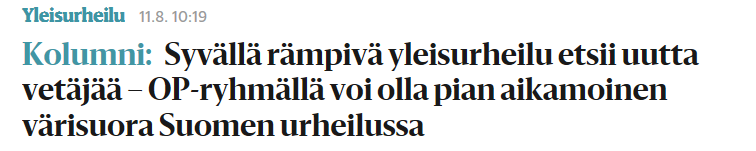 Yleisurheilu 11.8. 10:19
Kolumni: Syvällä rämpivä yleisurheilu etsii uutta
vetäjää – OP-ryhmällä voi olla pian aikamoinen
värisuora Suomen urheilussa